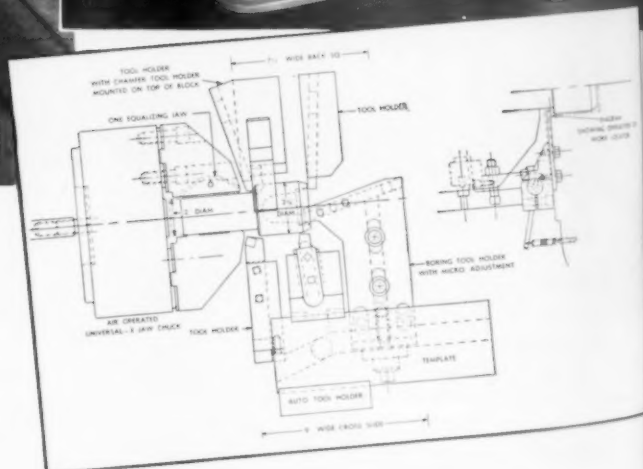 WIDE BACK SQ
TOOL HOLDER
WITH CHAMFER TOOL HOLDER
MOUNTED ON TOP OF BLOCK
TOOL HOLDER
ONE EQUALIZING JAW
DIAM
DIAM
BORING TOOL HOLDER
WITH MICRO ADJUSTMENT
AIR OPERATED
UNIVERSAL-3 JAW CHUCK
TOOL HOLDER
TEMPLATE
AUTO TOOL HOLDER
9 WIDE CROSS SLIDE